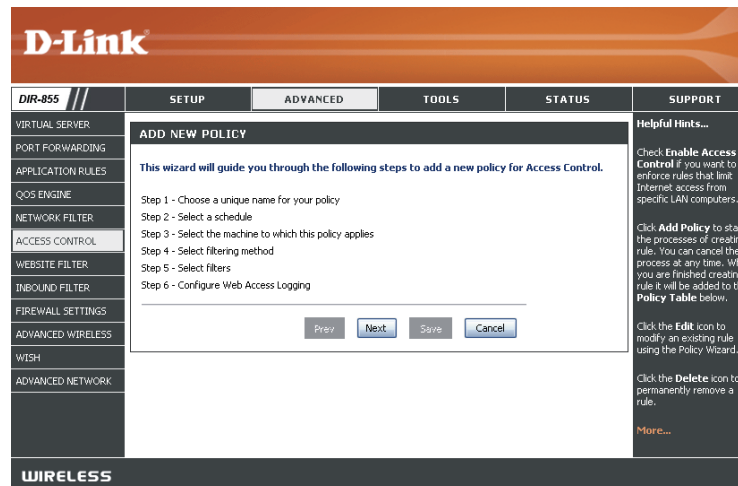 D-Link
DIR-855
SETUP
ADVANCED
TOOLS
STATUS
SUPPORT
VIRTUAL SERVER
PORT FORWARDING
APPLICATION RULES
QOS ENGINE
NETWORK FILTER
ACCESS CONTROL
WEBSITE FILTER
INBOUND FILTER
FIREWALL SETTINGS
ADVANCED WIRELESS
WISH
ADVANCED NETWORK
ADD NEW POLICY
This wizard will guide you through the following steps to add a new policy for Access Control.
Step 1 - Choose a unique name for your policy
Step 2 - Select a schedule
Step 3 - Select the machine to which this policy applies
Step 4 - Select filtering method
Step 5 - Select filters
Step 6 - Configure Web Access Logging
Prev
Next
Save
Cancel
Helpful Hints...
Check Enable Access
Control if you want to
enforce rules that limit
Internet access from
specific LAN computers.
Click Add Policy to
the processes of
rule. You can cancel the
process at any time.
you are finished
rule it will be added to
Policy Table below.
Click the Edit icon to
modify an existing rule
using the Policy Wizard.
Click the Delete icon
permanently remove a
rule.
More...
WIRELESS